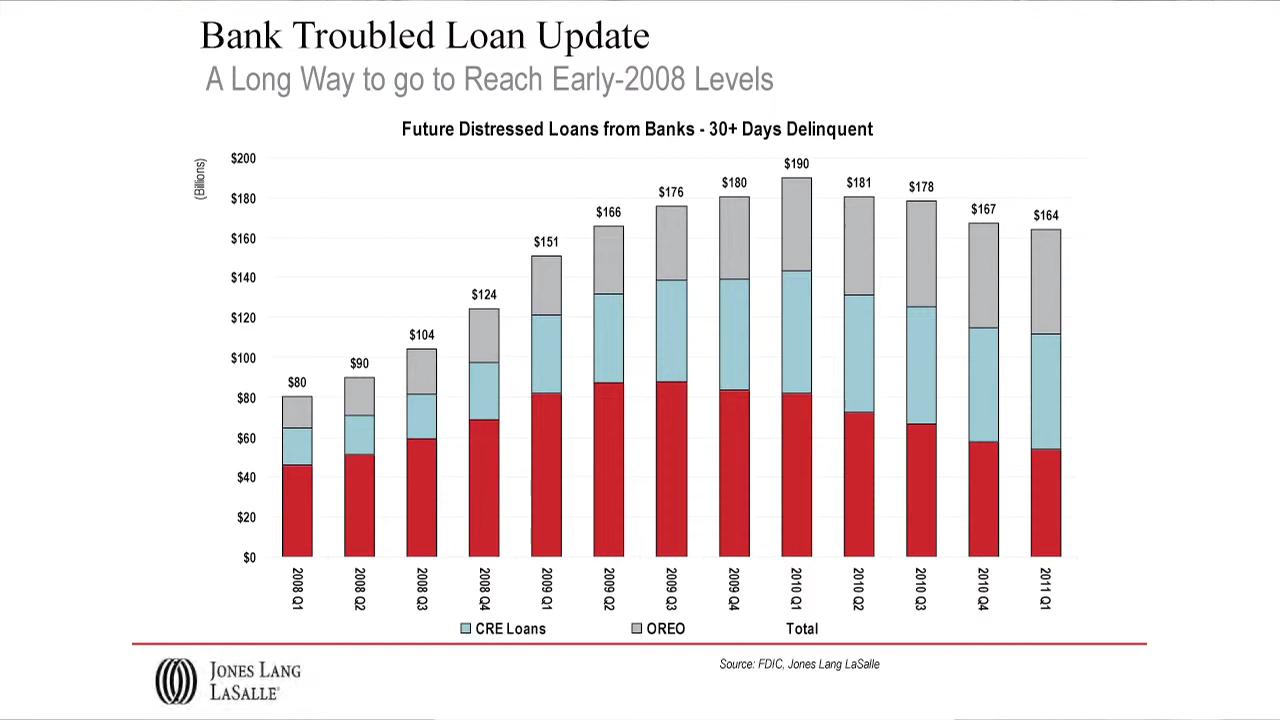 Bank Troubled Loan Update
A Long Way to go to Reach Early-2008 Levels
Future Distressed Loans from Banks - 30+ Days Delinquent
(Billions)
$200
$180
$160
$140
$120
$100
$80
$60
$40
$20
$0
$80
$90
$104
$124
$151
$166
$176
$180
$190
$181
$178
$167
$164
2008 Q1
2008 Q2
2008 Q3
2008 Q4
2009 Q1
2009 Q2
2009 Q3
2009 Q4
2010 Q1
2010 Q2
2010 Q3
2010 Q4
2011 Q1
CRE Loans OREO Total
Source: FDIC, Jones Lang LaSalle
JONES LANG
LASALLE